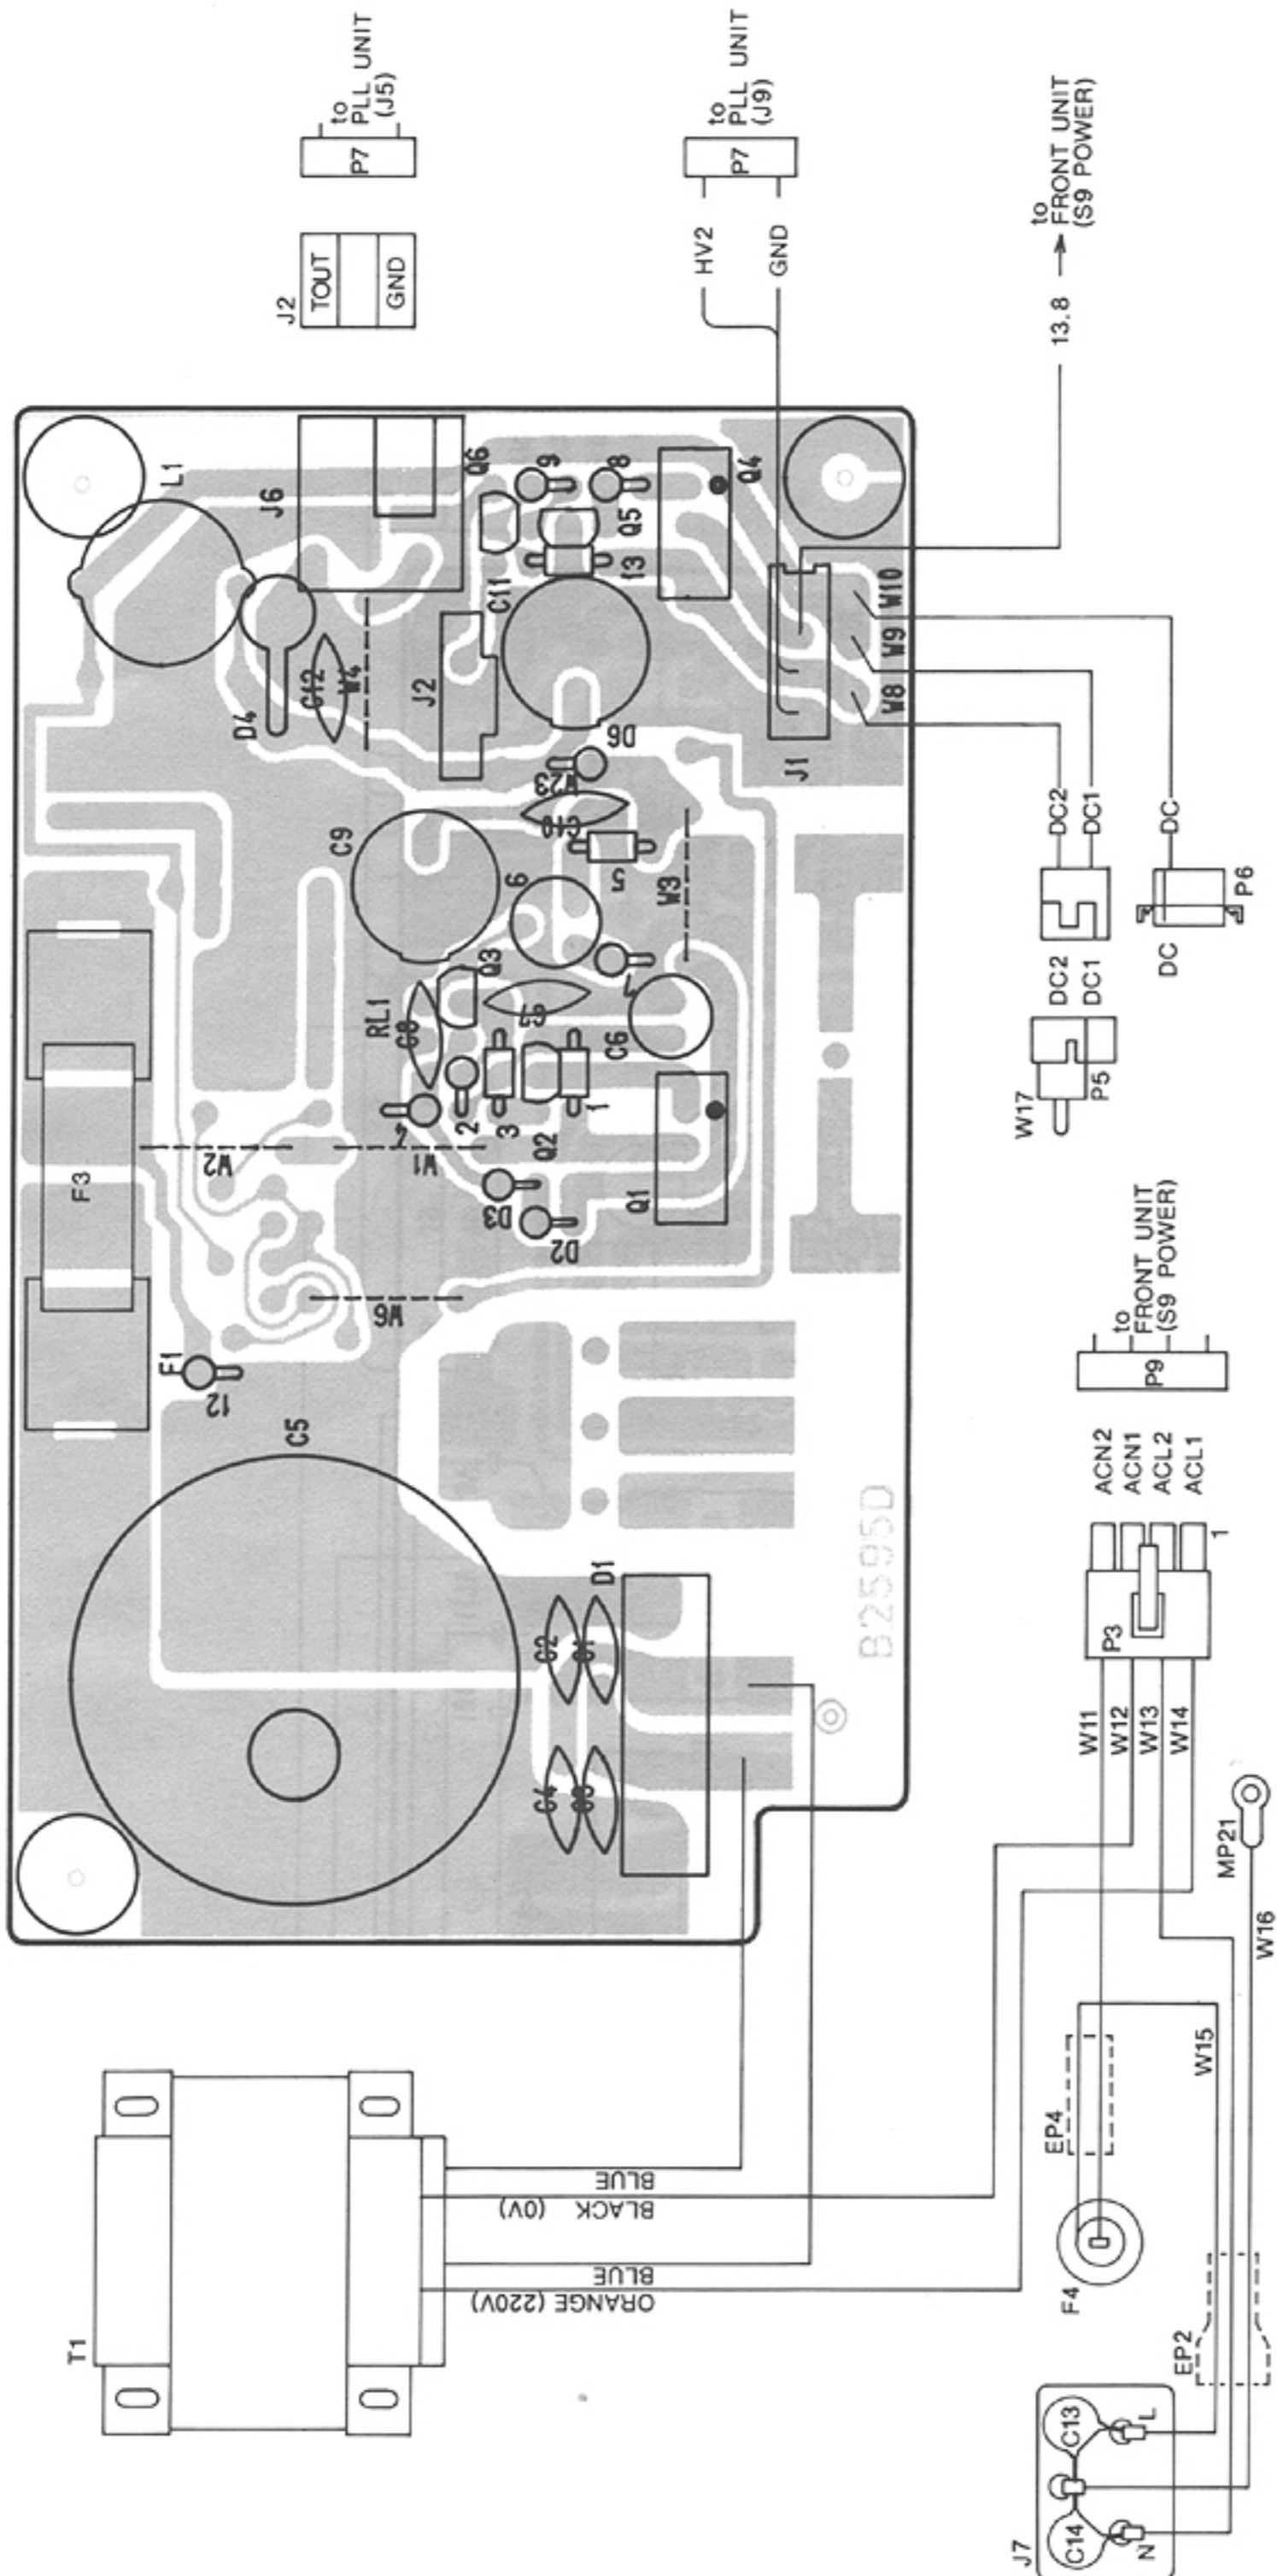 to
PLL UNIT
(J5)
P7
J2
TOUT
GND
to
PLL UNIT
(J9)
P7
HV2
GND
to
FRONT UNIT
(S9 POWER)
13.8
L1
J6
Q6
9
8
Q5
Q4
13
C11
D4
C12
W4
J2
D6
W23
C10
J1
W8
W9
W10
C9
6
5
W3
RL1
C8
Q3
C7
7
C6
4
2
3
Q2
1
Q1
D3
D2
W2
W1
W6
F3
F1
12
C5
D1
C2
C1
C4
C3
B2595D
DC2
DC1
DC
DC2
DC1
DC
P6
W17
P5
to
FRONT UNIT
(S9 POWER)
P9
ACN2
ACN1
ACL2
ACL1
1
P3
W11
W12
W13
W14
MP21
W16
W15
EP4
F4
EP2
T1
BLUE
BLACK (0V)
BLUE
ORANGE (220V)
J7
C13
C14
L
N